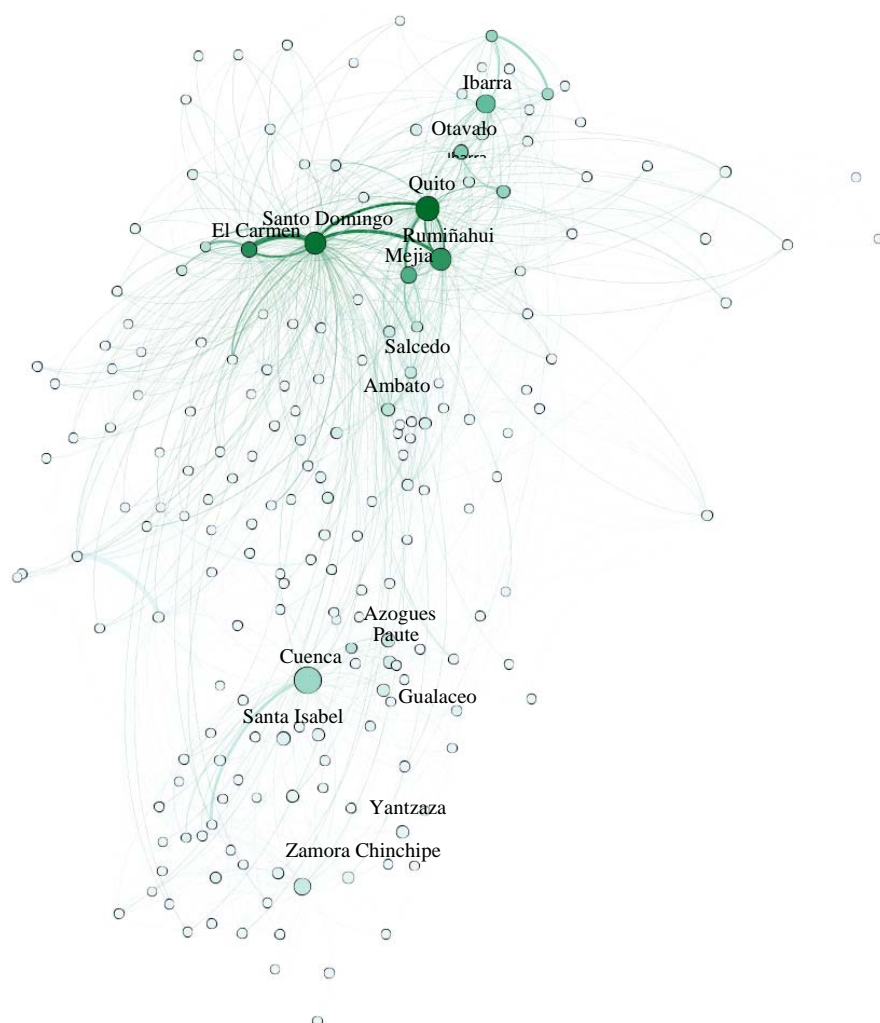 Ibarra
Otavalo
Ibarra
Quito
Santo Domingo
El Carmen
Rumiñahui
Mejia
Salcedo
Ambato
Azogues
Paute
Cuenca
Gualaceo
Santa Isabel
Yantzaza
Zamora Chinchipe